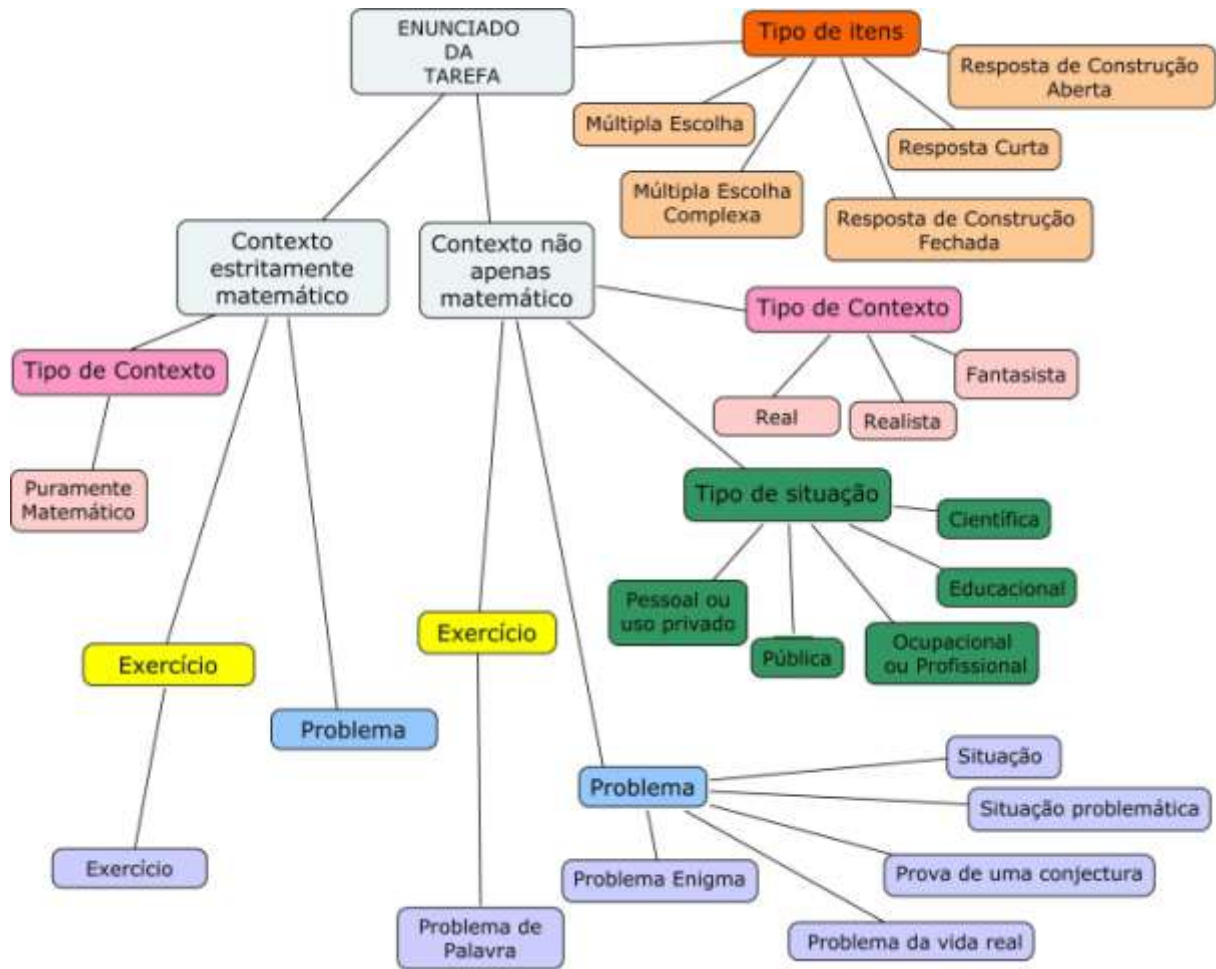 ENUNCIADO
DA
TAREFA
Tipo de itens
Resposta de Construção
Aberta
Múltipla Escolha
Resposta Curta
Múltipla Escolha
Complexa
Resposta de Construção
Fechada
Contexto
estritamente
matemático
Contexto não
apenas
matemático
Tipo de Contexto
Tipo de Contexto
Fantasista
Real
Realista
Puramente
Matemático
Tipo de situação
Científica
Educacional
Pessoal ou
uso privado
Pública
Ocupacional
ou Profissional
Exercício
Exercício
Problema
Problema
Situação
Situação problemática
Prova de uma conjectura
Problema da vida real
Problema Enigma
Exercício
Problema de
Palavra